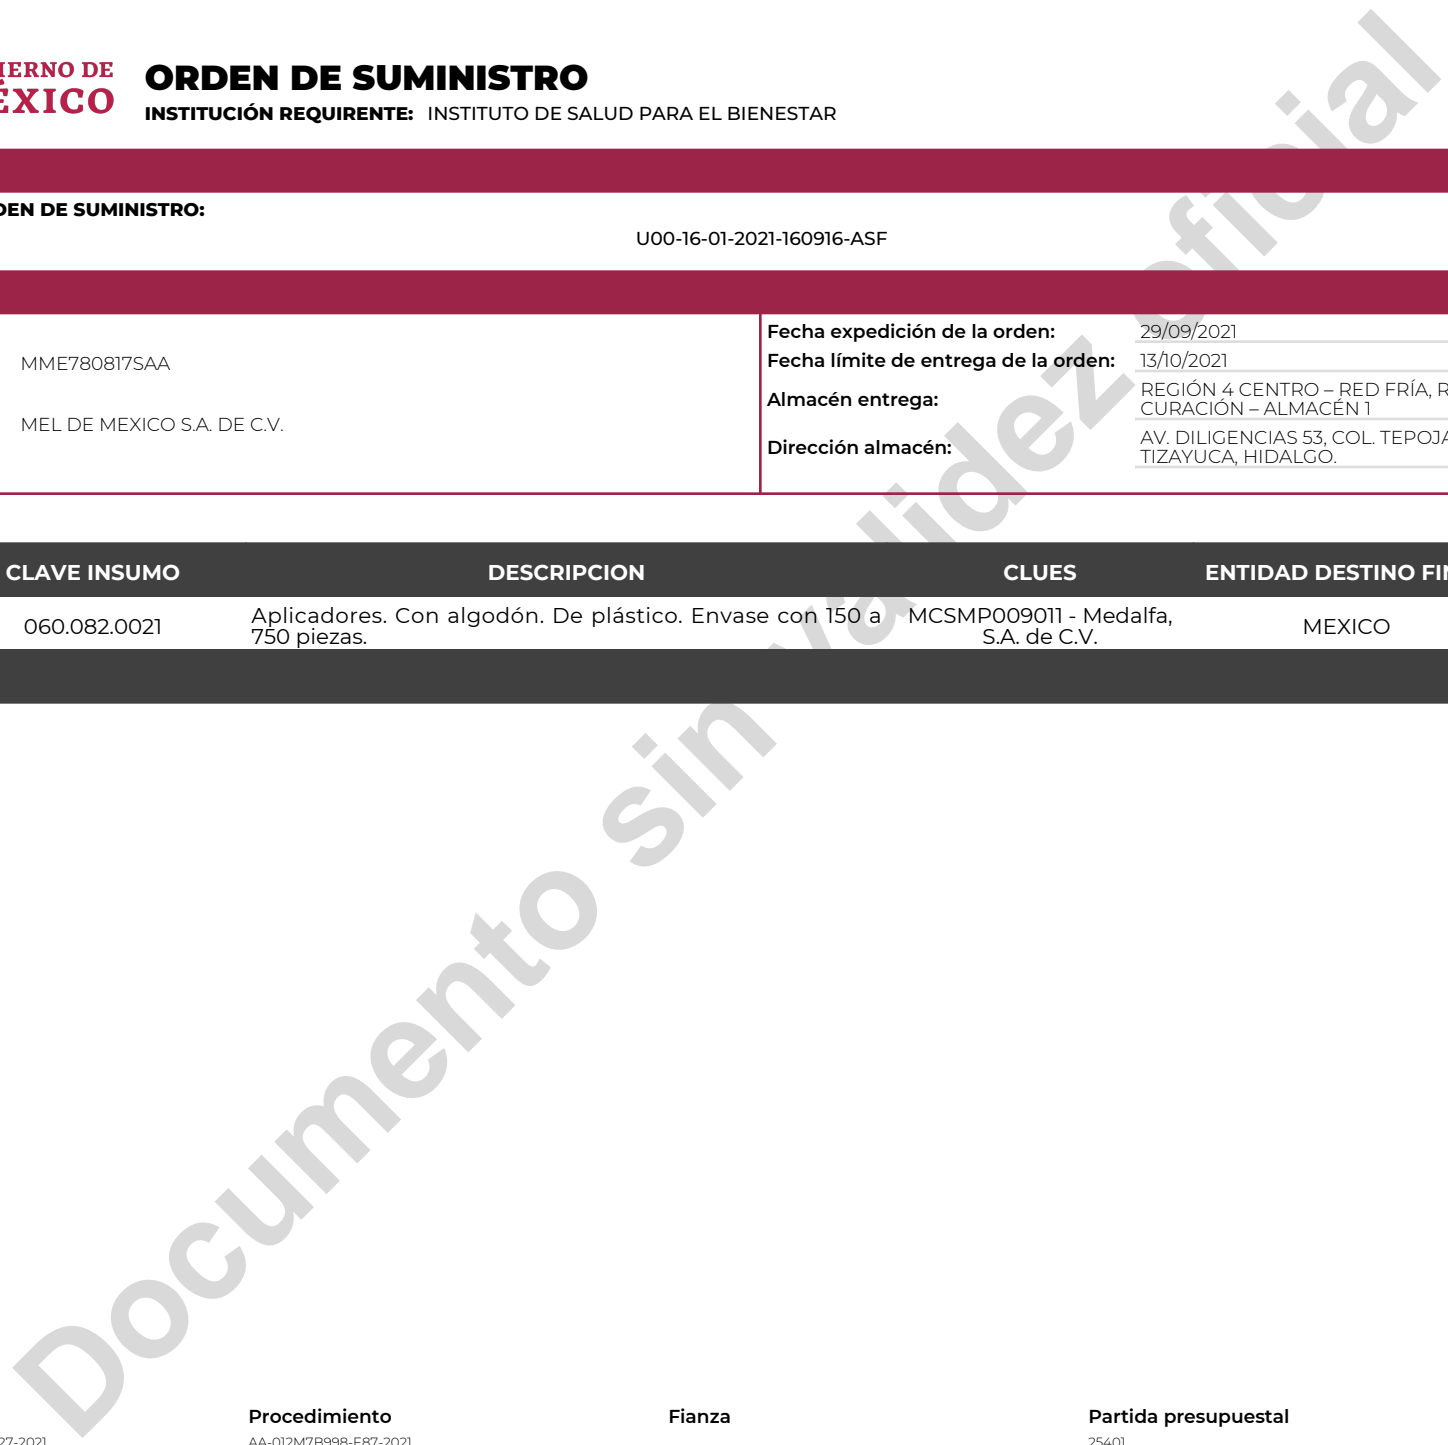 ORDEN DE SUMINISTRO
INSTITUCIÓN REQUIRENTE: INSTITUTO DE SALUD PARA EL BIENESTAR
IERNO DE
ÉXICO
DEN DE SUMINISTRO:
U00-16-01-2021-160916-ASF
MME780817SAA
MEL DE MEXICO S.A. DE C.V.
Fecha expedición de la orden: 29/09/2021
Fecha límite de entrega de la orden: 13/10/2021
Almacén entrega: REGIÓN 4 CENTRO – RED FRÍA, R
CURACIÓN – ALMACÉN 1
Dirección almacén: AV. DILIGENCIAS 53, COL. TEPOJA
TIZAYUCA, HIDALGO.
CLAVE INSUMO DESCRIPCION CLUES ENTIDAD DESTINO FIN
060.082.0021 Aplicadores. Con algodón. De plástico. Envase con 150 a MCSMP009011 - Medalfa, MEXICO
750 piezas. S.A. de C.V.
Documento sin validez oficial
Procedimiento Fianza Partida presupuestal
27-2021 AA-012M7B998-E87-2021 25401